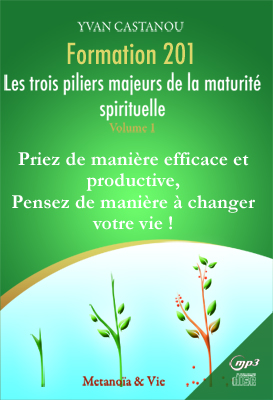 YVAN CASTANOU
Formation 201
Les trois piliers majeurs de la maturité
spirituelle
Volume 1
Priez de manière efficace et
productive,
Pensez de manière à changer
votre vie !
mp3
Metanoïa & Vie